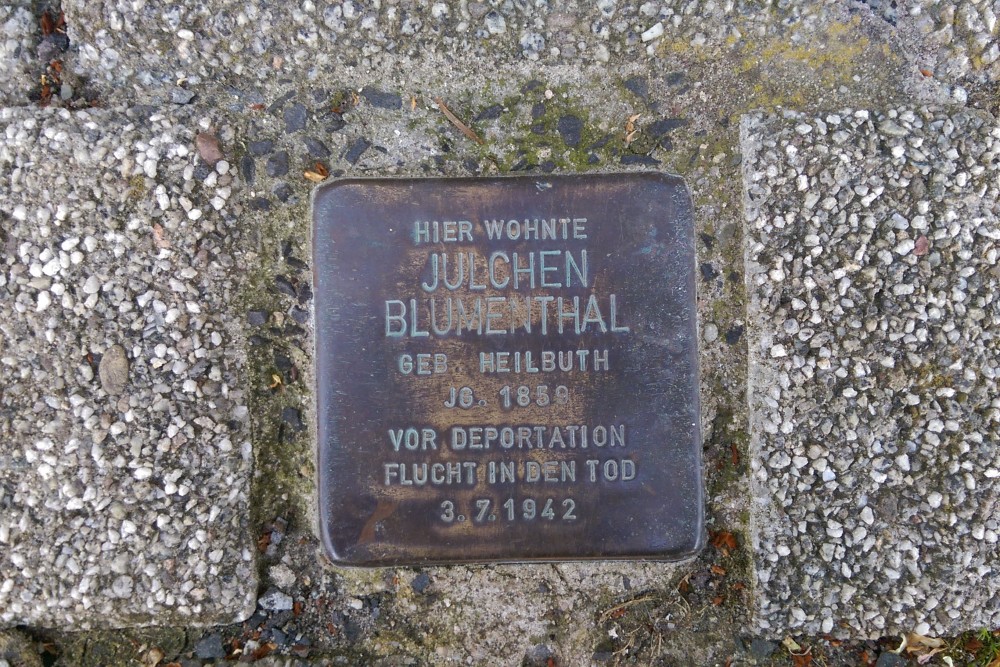 HIER WOHNTE
JULCHEN
BLUMENTHAL
GEB. HEILBUTH
JG. 1859
VOR DEPORTATION
FLUCHT IN DEN TOD
3.7.1942